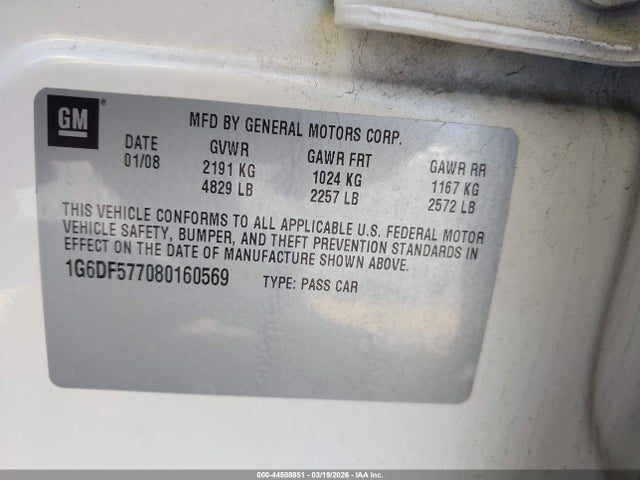 GM ®
MFD BY GENERAL MOTORS CORP.
DATE GVWR GAWR FRT GAWR RR
01/08 2191 KG 1024 KG 1167 KG
4829 LB 2257 LB 2572 LB
THIS VEHICLE CONFORMS TO ALL APPLICABLE U.S. FEDERAL MOTOR
VEHICLE SAFETY, BUMPER, AND THEFT PREVENTION STANDARDS IN
EFFECT ON THE DATE OF MANUFACTURE SHOWN ABOVE.
1G6DF577080160569 TYPE: PASS CAR
000-44508851 - 03/19/2026 - IAA Inc.